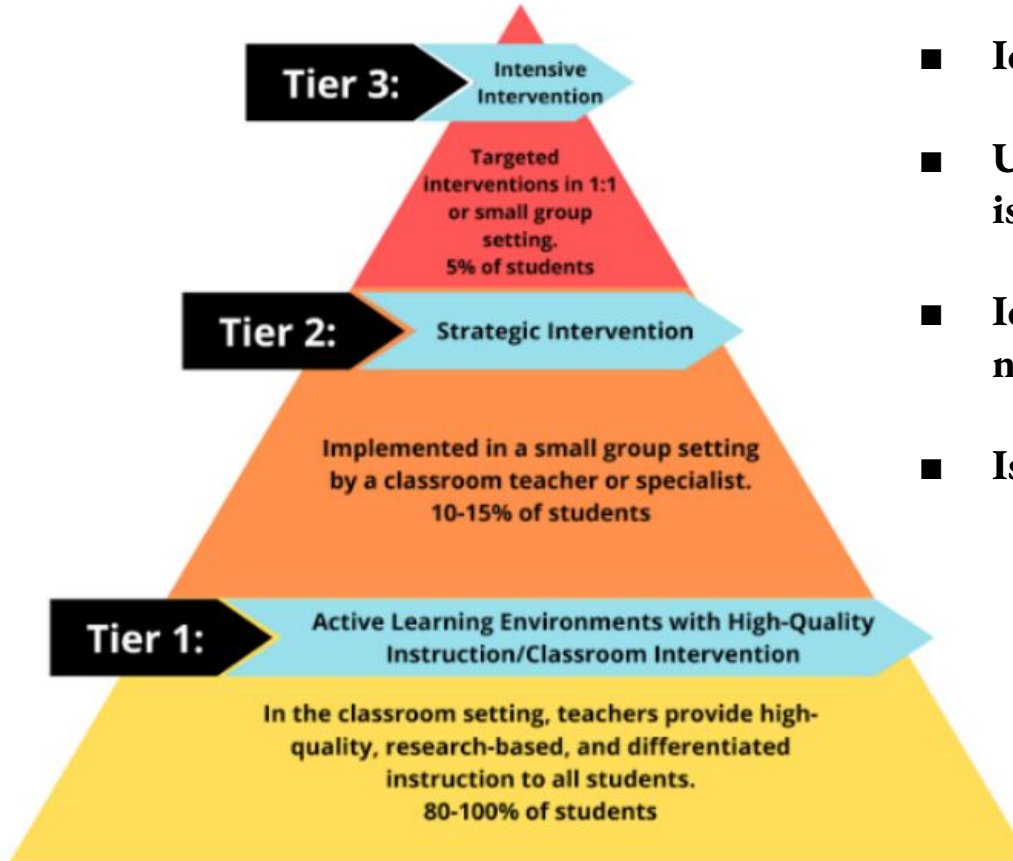 Tier 3:
Intensive
Intervention
Targeted
interventions in 1:1
or small group
setting.
5% of students
Tier 2:
Strategic Intervention
Implemented in a small group setting
by a classroom teacher or specialist.
10-15% of students
Tier 1:
Active Learning Environments with High-Quality
Instruction/Classroom Intervention
In the classroom setting, teachers provide high-
quality, research-based, and differentiated
instruction to all students.
80-100% of students